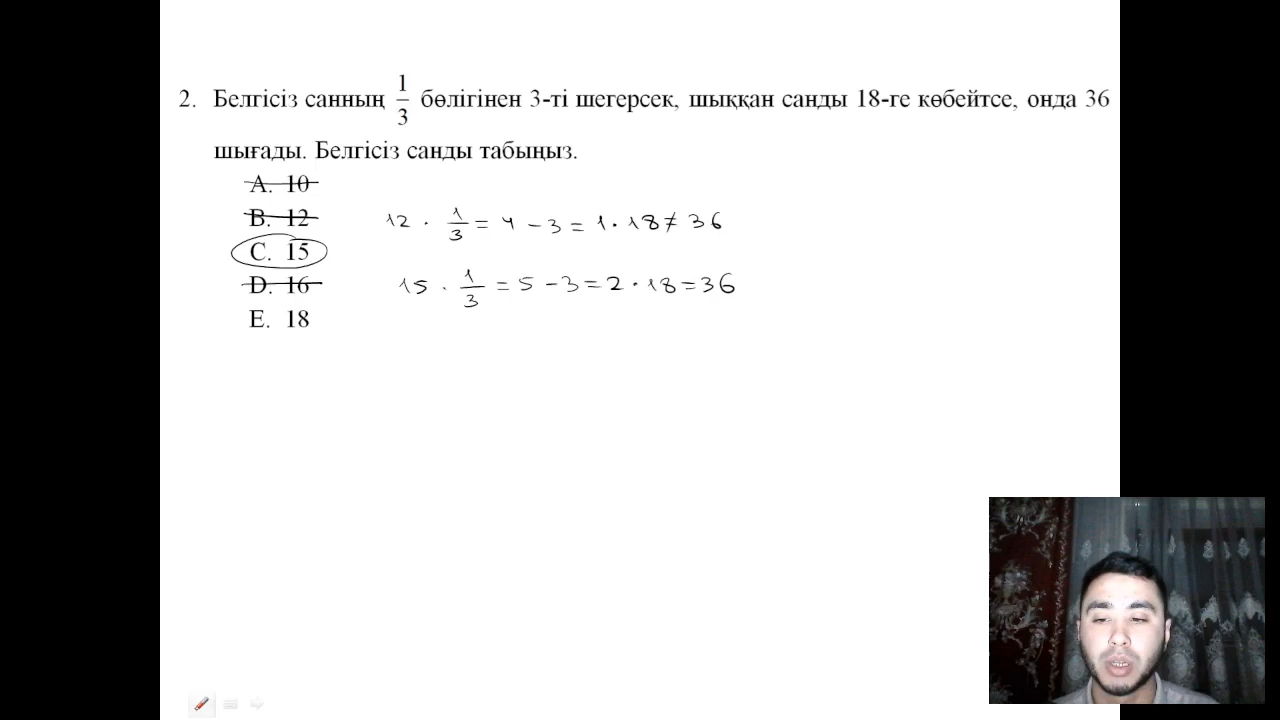 2. Белгісіз санның 1/3 бөлігінен 3-ті шегерсек, шыққан санды 18-ге көбейтсе, онда 36
шығады. Белгісіз санды табыңыз.
A. 10
B. 12
12 · 1/3 = 4 - 3 = 1 · 18 ≠ 36
C. 15
D. 16
15 · 1/3 = 5 - 3 = 2 · 18 = 36
E. 18